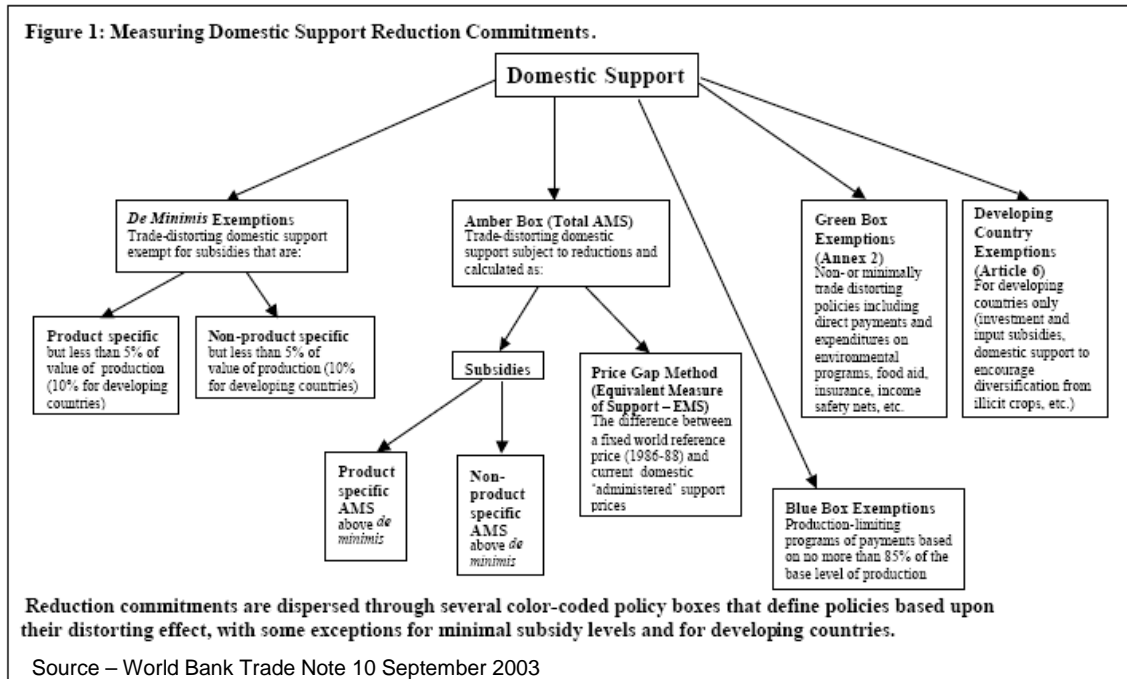 Figure 1: Measuring Domestic Support Reduction Commitments.
Domestic Support
De Minimis Exemptions
Trade-distorting domestic support
exempt for subsidies that are:
Product specific
but less than 5% of
value of production
(10% for developing
countries)
Non-product specific
but less than 5% of
value of production (10%
for developing countries)
Amber Box (Total AMS)
Trade-distorting domestic
support subject to reductions and
calculated as:
Subsidies
Product
specific
AMS
above de
minimis
Non-
product
specific
AMS
above de
minimis
Price Gap Method
(Equivalent Measure
of Support – EMS)
The difference between
a fixed world reference
price (1986-88) and
current domestic
'administered' support
prices
Green Box
Exemptions
(Annex 2)
Non- or minimally
trade distorting
policies including
direct payments and
expenditures on
environmental
programs, food aid,
insurance, income
safety nets, etc.
Developing
Country
Exemptions
(Article 6)
For developing
countries only
(investment and
input subsidies,
domestic support to
encourage
diversification from
illicit crops, etc.)
Blue Box Exemptions
Production-limiting
programs of payments based
on no more than 85% of the
base level of production
Reduction commitments are dispersed through several color-coded policy boxes that define policies based upon
their distorting effect, with some exceptions for minimal subsidy levels and for developing countries.
Source – World Bank Trade Note 10 September 2003